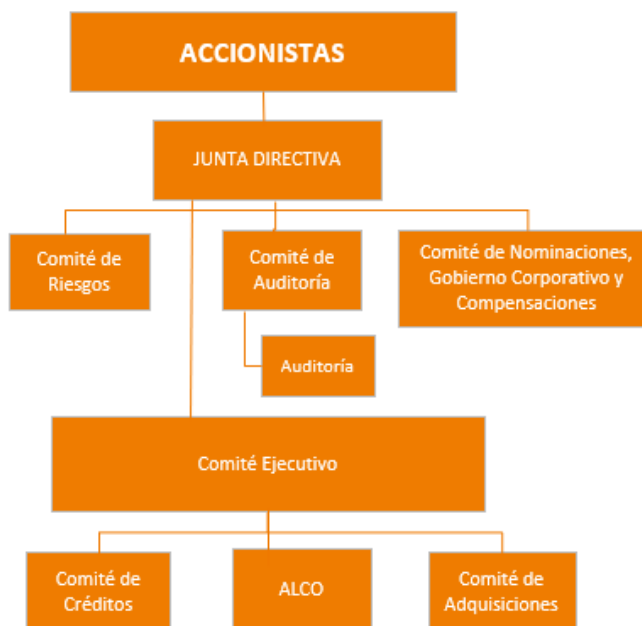 ACCIONISTAS
JUNTA DIRECTIVA
Comité de
Riesgos
Comité de
Auditoría
Comité de Nominaciones,
Gobierno Corporativo y
Compensaciones
Auditoría
Comité Ejecutivo
Comité de
Créditos
ALCO
Comité de
Adquisiciones